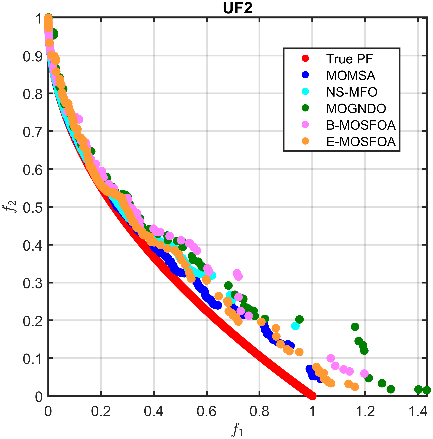 UF2
1
0.9
0.8
0.7
0.6
0.5
0.4
0.3
0.2
0.1
0
f2
True PF
MOMSA
NS-MFO
MOGNDO
B-MOSFOA
E-MOSFOA
0 0.2 0.4 0.6 0.8 1 1.2 1.4
f1